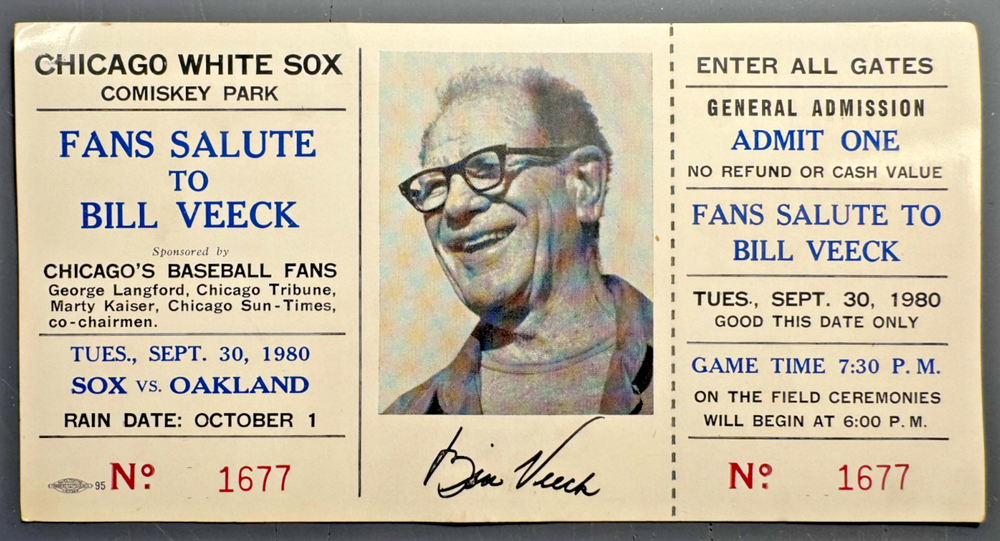 CHICAGO WHITE SOX
COMISKEY PARK
FANS SALUTE
TO
BILL VEECK
Sponsored by
CHICAGO'S BASEBALL FANS
George Langford, Chicago Tribune,
Marty Kaiser, Chicago Sun-Times,
co-chairmen.
TUES., SEPT. 30, 1980
SOX VS. OAKLAND
RAIN DATE: OCTOBER 1
95 Nº 1677
Bill Veeck
ENTER ALL GATES
GENERAL ADMISSION
ADMIT ONE
NO REFUND OR CASH VALUE
FANS SALUTE TO
BILL VEECK
TUES., SEPT. 30, 1980
GOOD THIS DATE ONLY
GAME TIME 7:30 P. M.
ON THE FIELD CEREMONIES
WILL BEGIN AT 6:00 P. M.
Nº 1677